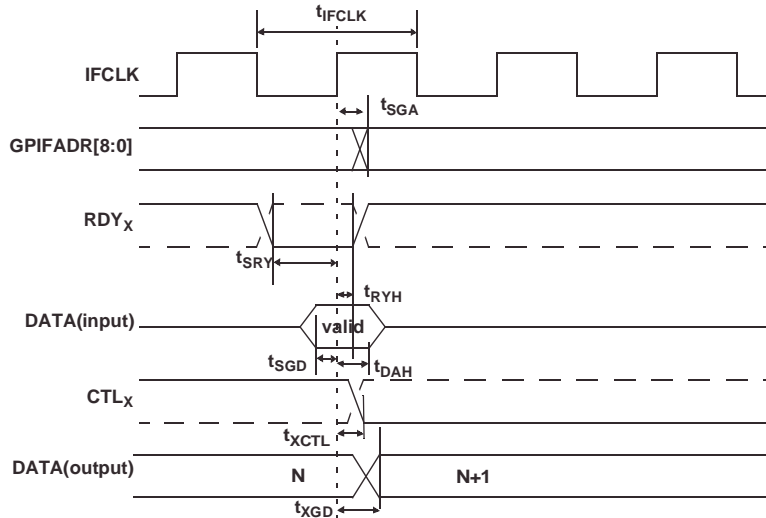 tIFCLK
IFCLK
tSGA
GPIFADR[8:0]
RDYX
tSRY
tRYH
DATA(input)
valid
tSGD
tDAH
CTLX
tXCTL
DATA(output)
N
N+1
tXGD